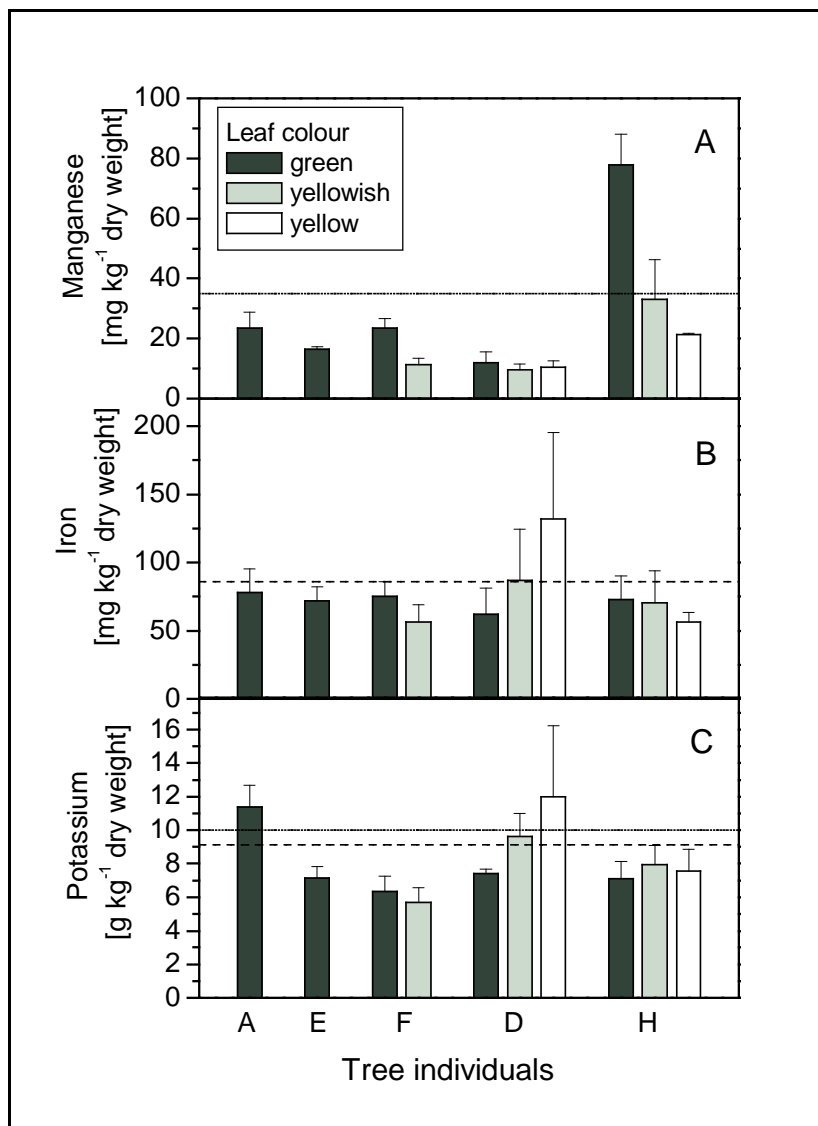 100
80
60
40
20
0
Manganese
[mg kg⁻¹ dry weight]
Leaf colour
green
yellowish
yellow
A
200
150
100
50
0
Iron
[mg kg⁻¹ dry weight]
B
16
14
12
10
8
6
4
2
0
Potassium
[g kg⁻¹ dry weight]
C
A E F D H
Tree individuals